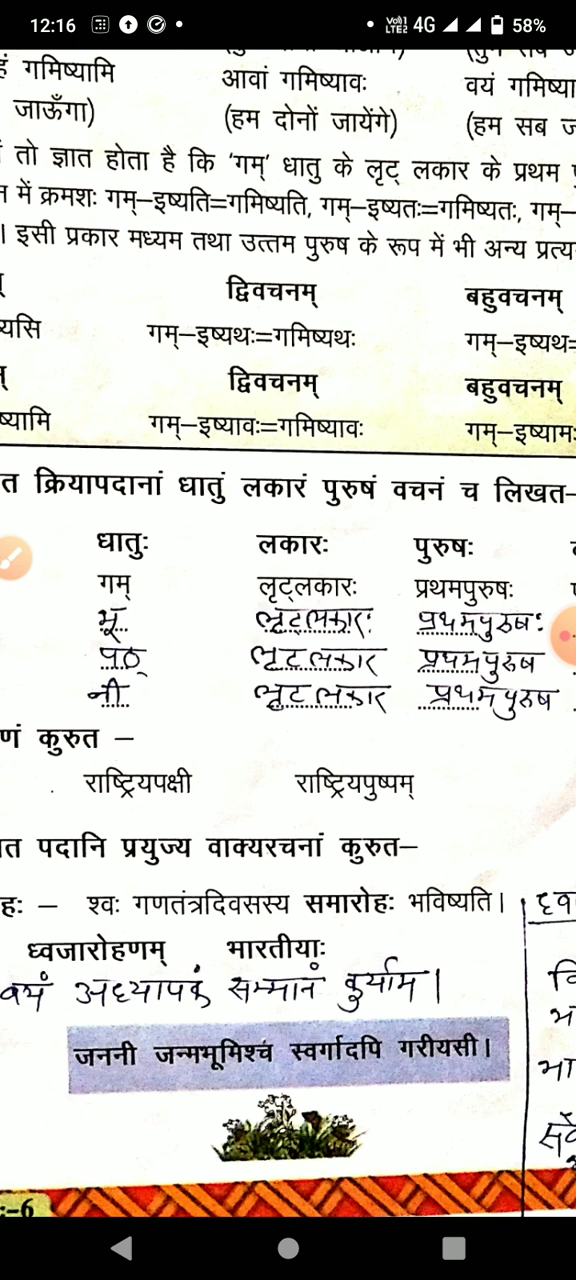 12:16 Vo)) LTE2 4G 58%
गमिष्यामि आवां गमिष्यावः वयं गमिष्या
जाऊँगा) (हम दोनों जायेंगे) (हम सब ज
तो ज्ञात होता है कि ‘गम्’ धातु के लृट् लकार के प्रथम
में क्रमशः गम्–इष्यति=गमिष्यति, गम्–इष्यतः=गमिष्यतः, गम्–
। इसी प्रकार मध्यम तथा उत्तम पुरुष के रूप में भी अन्य प्रत्य
द्विवचनम् बहुवचनम्
यसि गम्–इष्यथः=गमिष्यथः गम्–इष्यथ=
द्विवचनम् बहुवचनम्
ष्यामि गम्–इष्यावः=गमिष्यावः गम्–इष्यामः
त क्रियापदानां धातुं लकारं पुरुषं वचनं च लिखत–
धातुः लकारः पुरुषः
गम् लृट्लकारः प्रथमपुरुषः
भू लृट्लकारः प्रथमपुरुषः
पठ् लृटलकार प्रथमपुरुष
नी लृटलकार प्रथमपुरुष
णं कुरुत –
राष्ट्रियपक्षी राष्ट्रियपुष्पम्
त पदानि प्रयुज्य वाक्यरचनां कुरुत–
हः – श्वः गणतंत्रदिवसस्य समारोहः भविष्यति।
ध्वजारोहणम् भारतीयाः
वयं अध्यापकं सम्मानं कुर्याम।
जननी जन्मभूमिश्च स्वर्गादपि गरीयसी।
–6